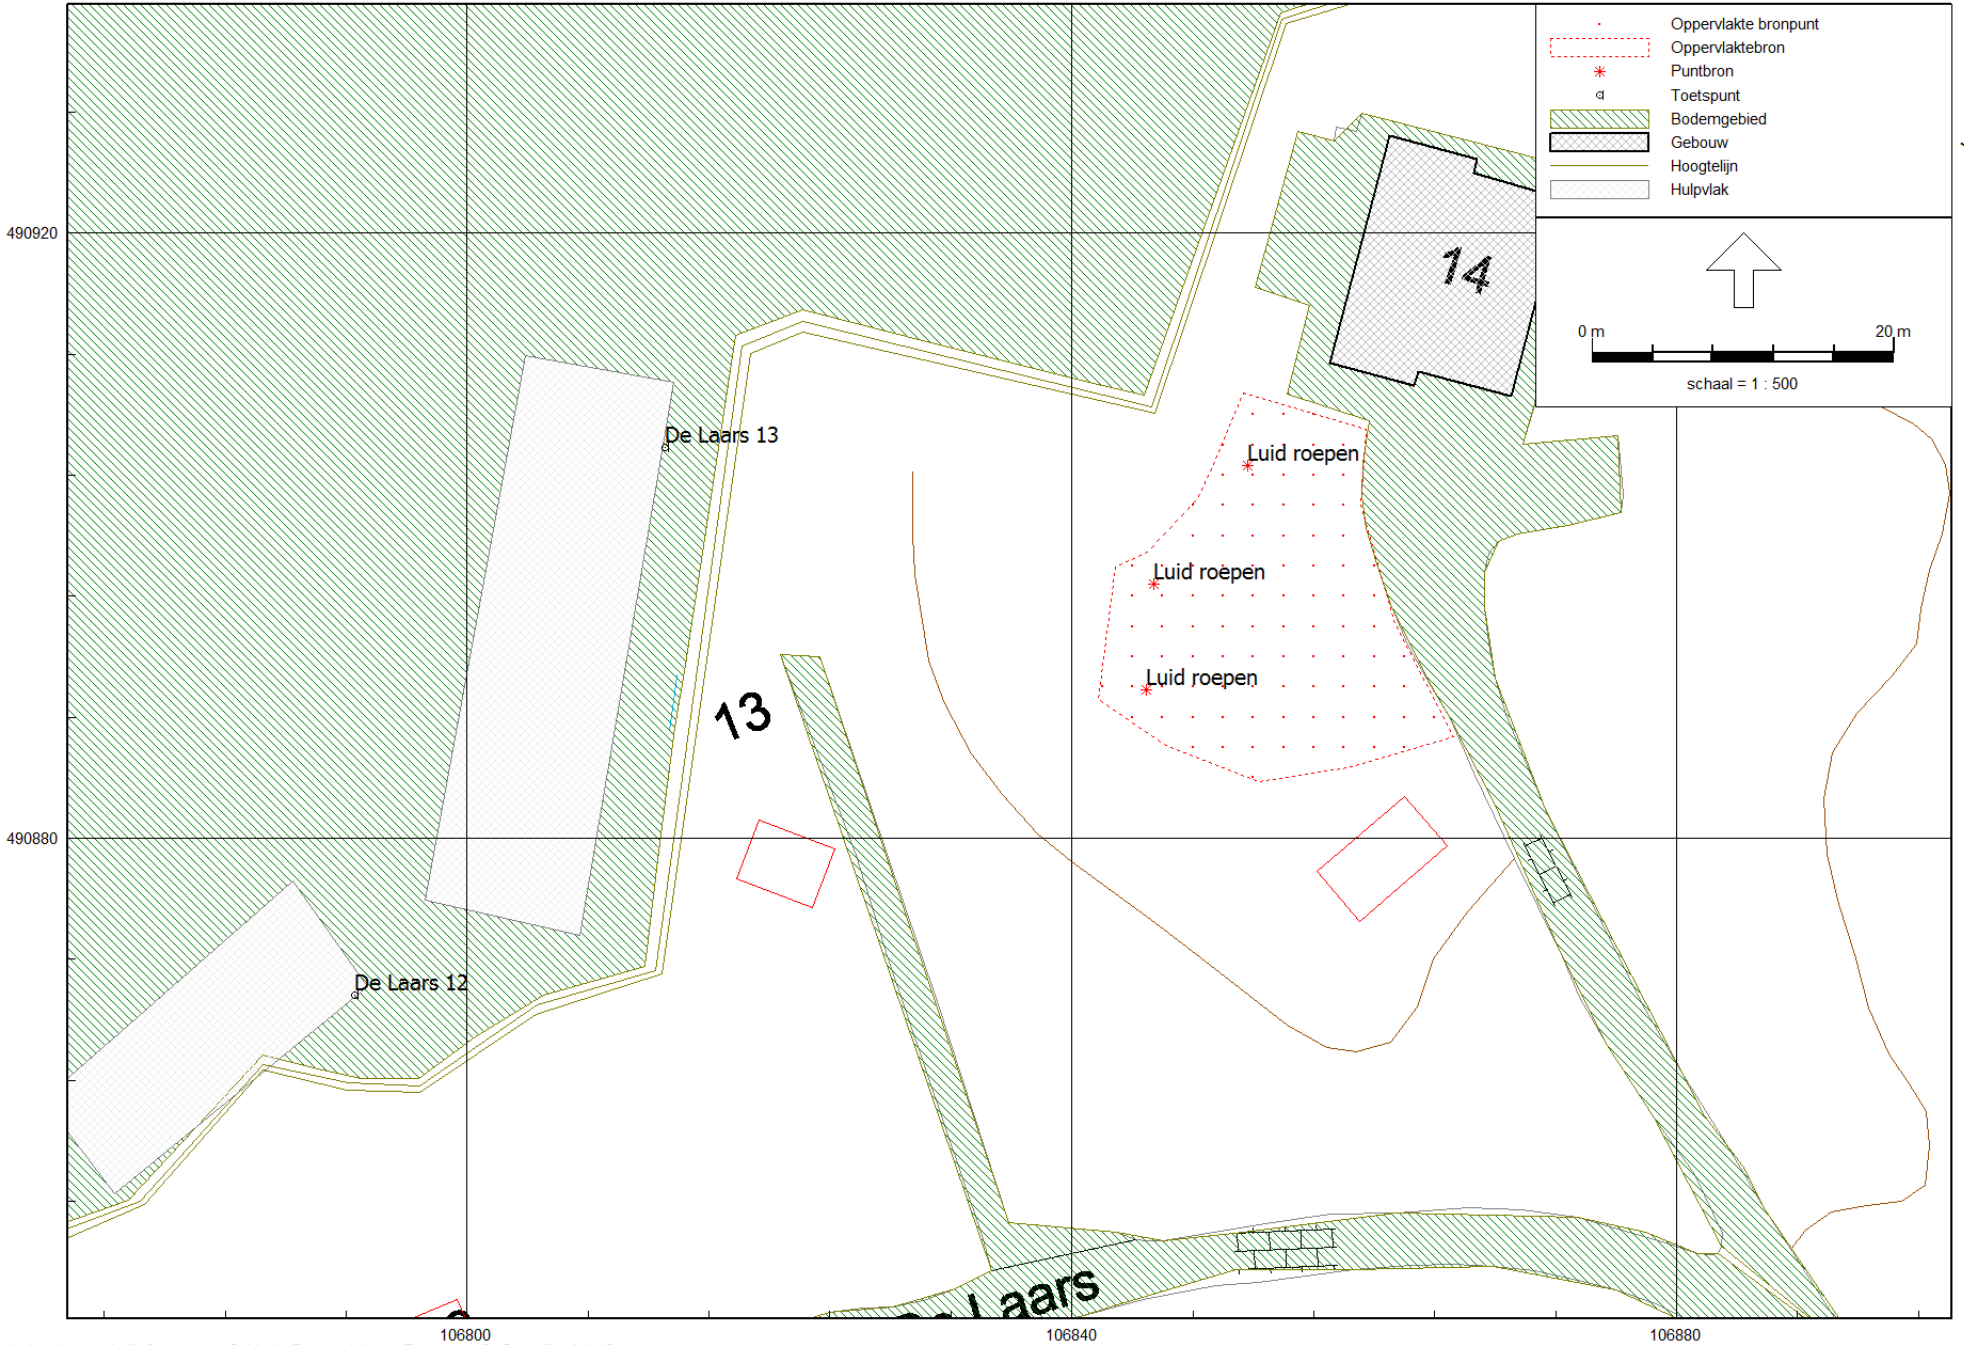 Oppervlakte bronpunt
Oppervlaktebron
Puntbron
Toetspunt
Bodemgebied
Gebouw
Hoogtelijn
Hulpvlak
490920
14
0 m 20 m
schaal = 1 : 500
De Laars 13
Luid roepen
Luid roepen
Luid roepen
13
490880
De Laars 12
Laars
106800 106840 106880